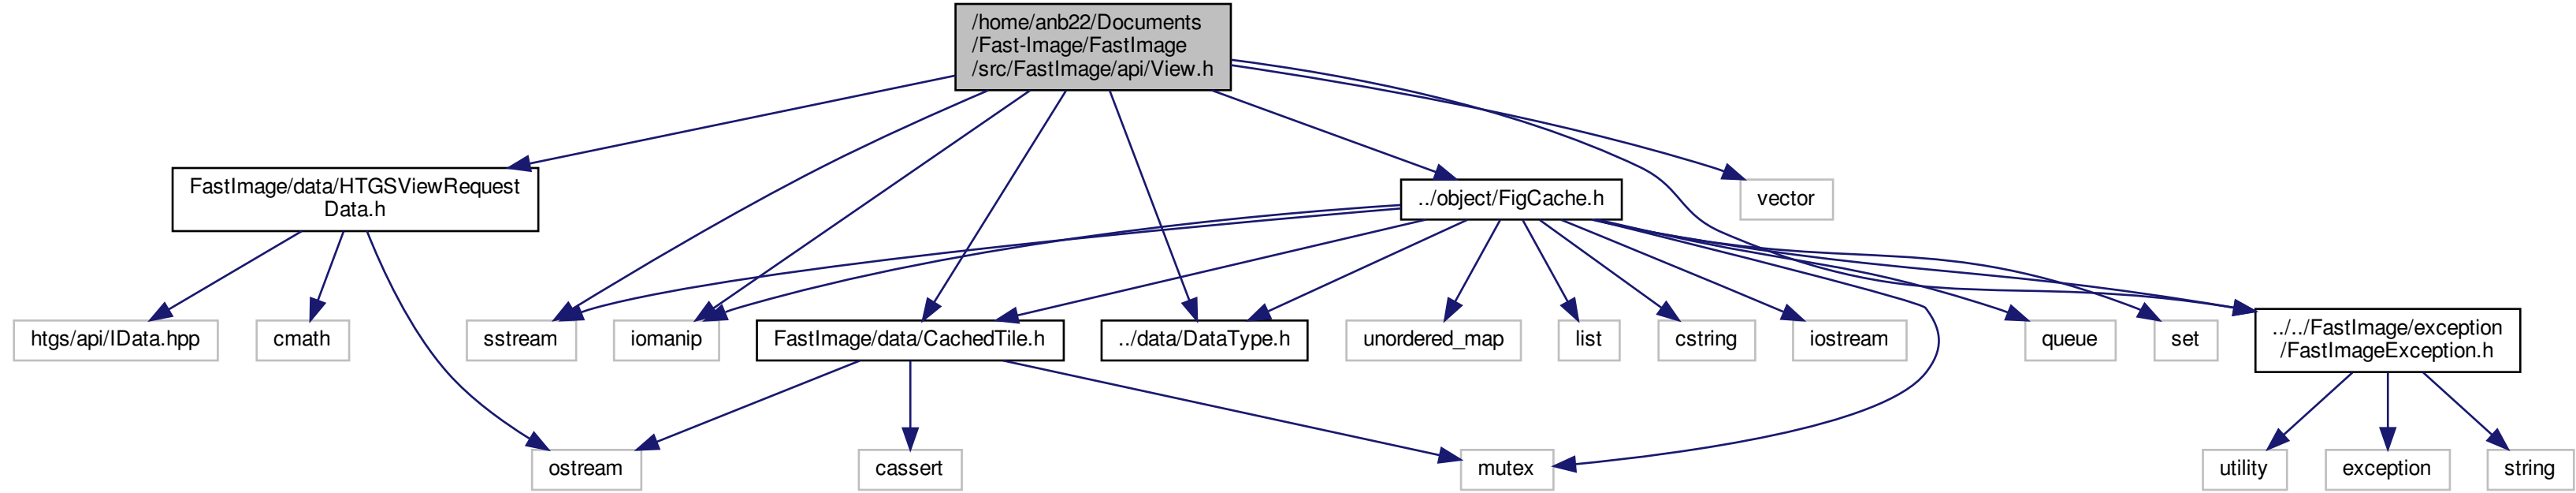 /home/anb22/Documents
/Fast-Image/FastImage
/src/FastImage/api/View.h
FastImage/data/HTGSViewRequest
Data.h
../object/FigCache.h
vector
htgs/api/IData.hpp
cmath
sstream
iomanip
FastImage/data/CachedTile.h
../data/DataType.h
unordered_map
list
cstring
iostream
queue
set
../../FastImage/exception
/FastImageException.h
ostream
cassert
mutex
utility
exception
string